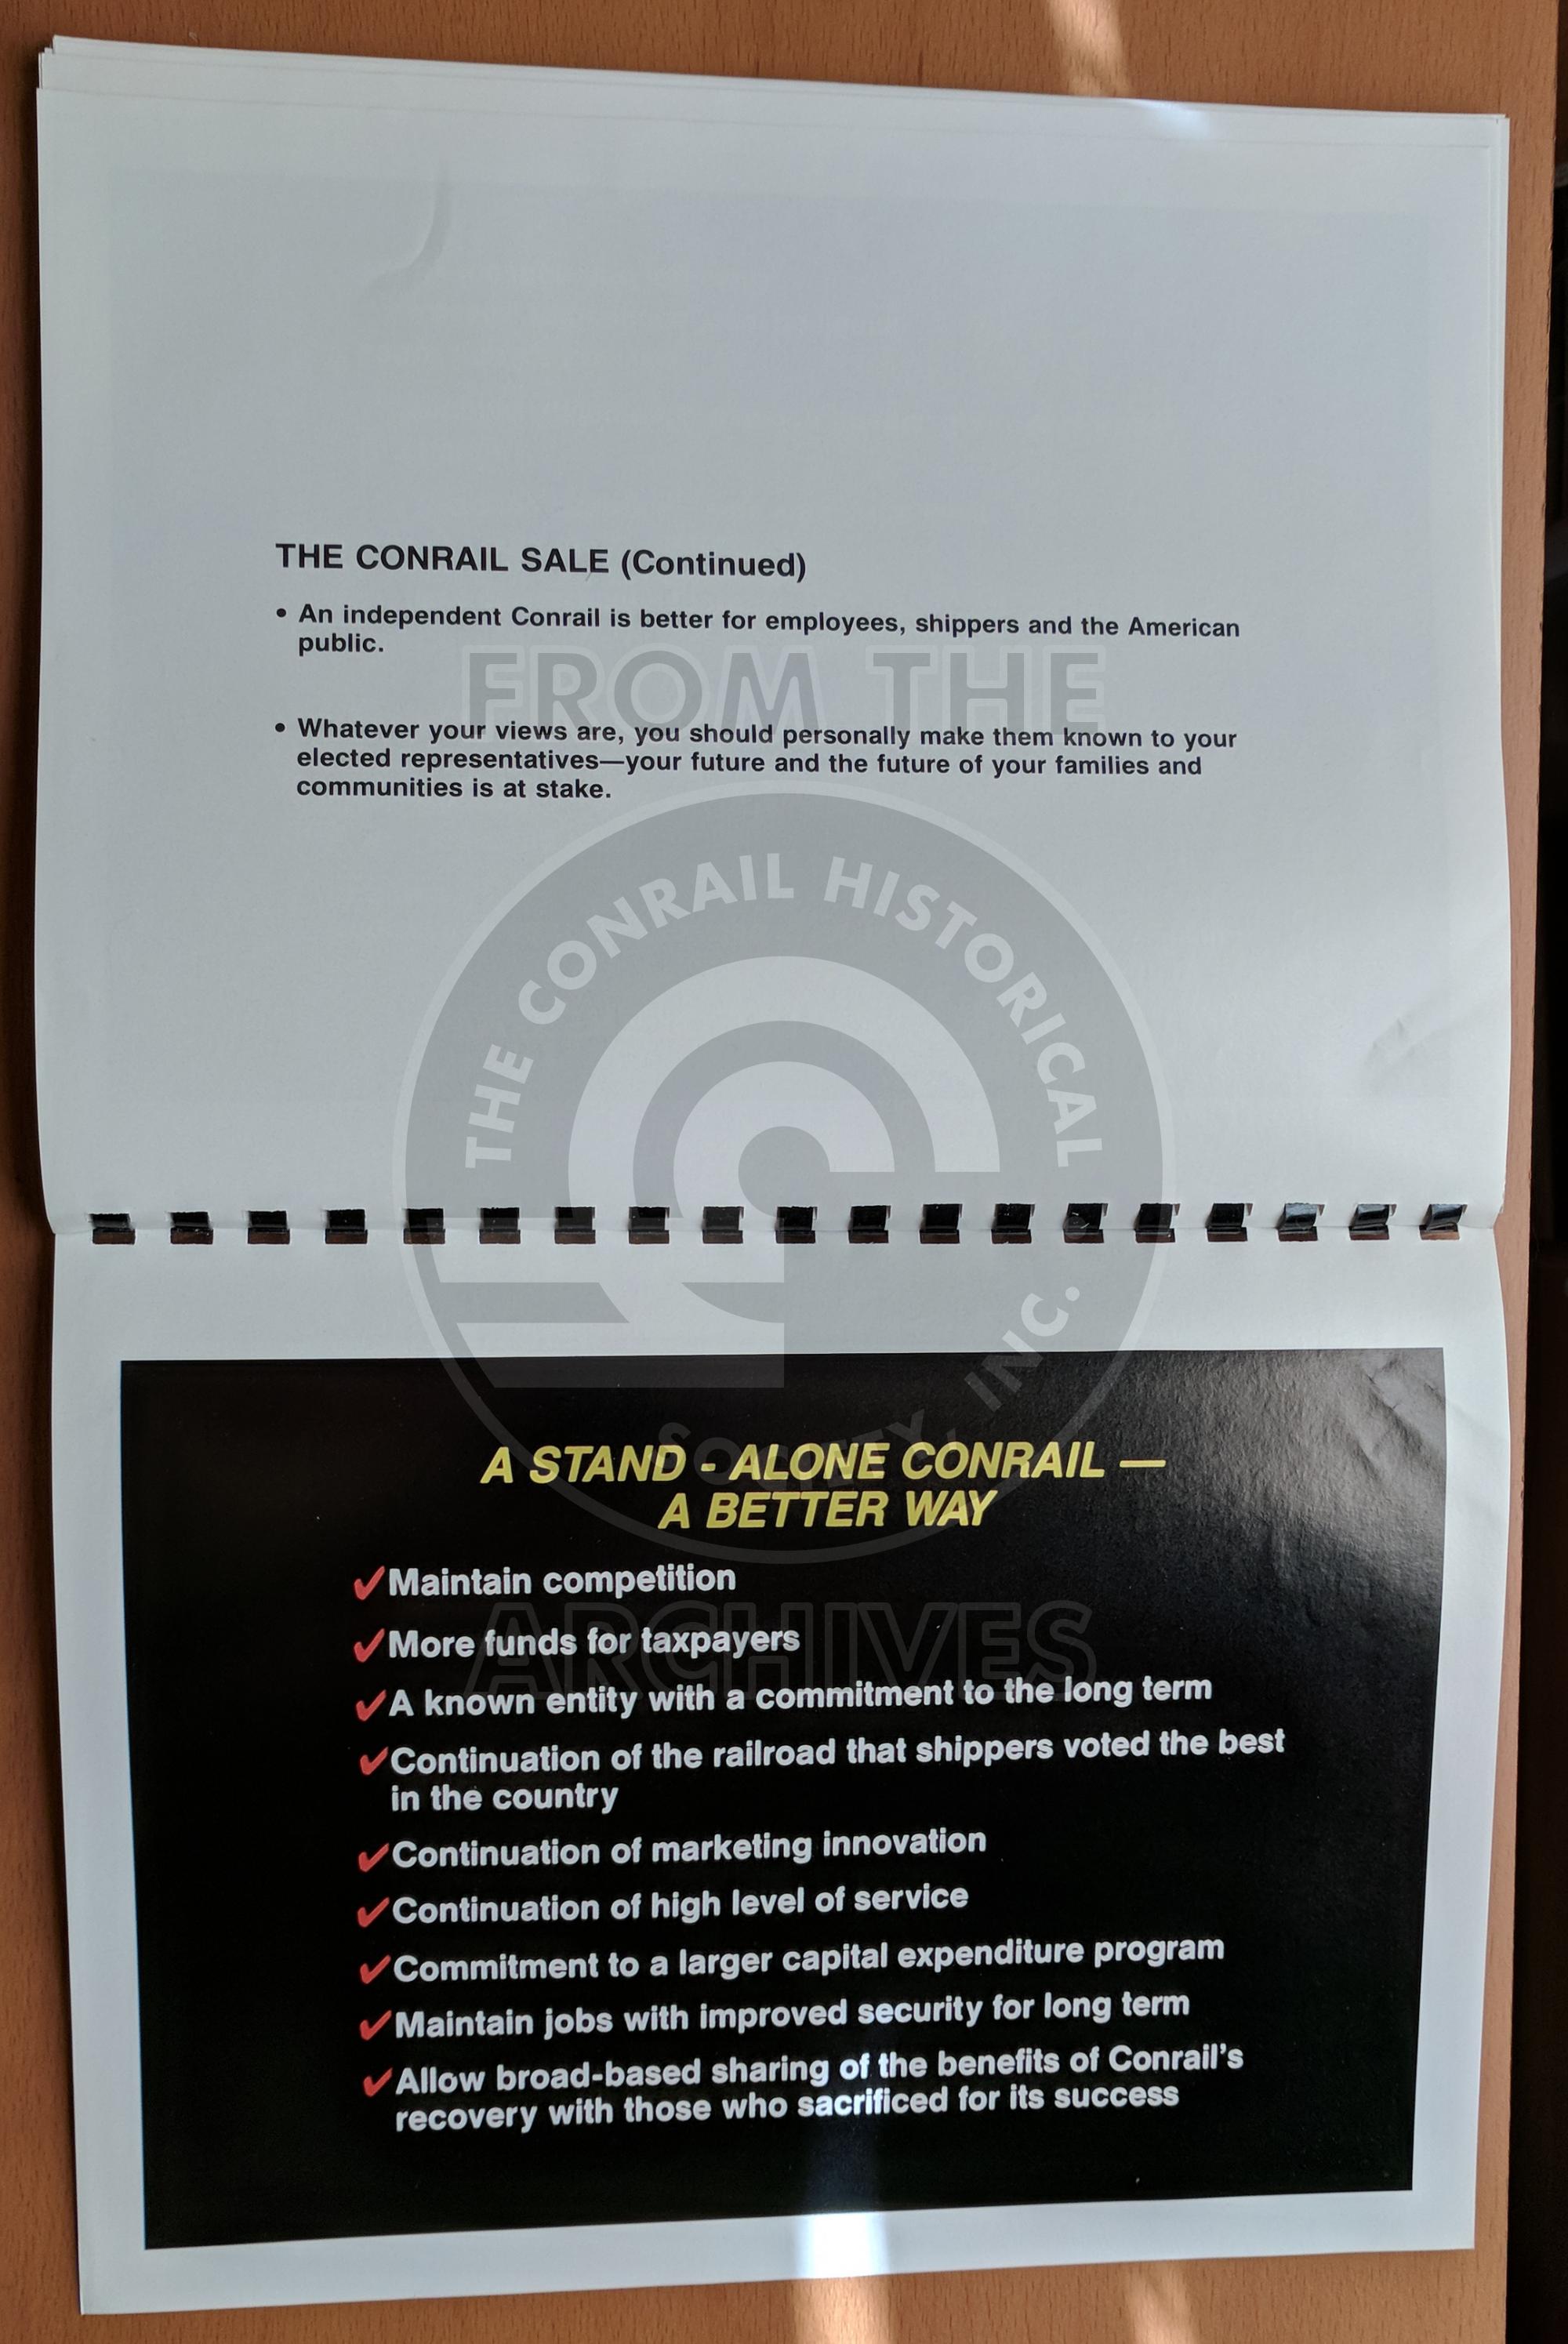 THE CONRAIL SALE (Continued)
• An independent Conrail is better for employees, shippers and the American
public.
FROM THE
• Whatever your views are, you should personally make them known to your
elected representatives—your future and the future of your families and
communities is at stake.
THE CONRAIL HISTORICAL
SOCIETY, INC.
A STAND - ALONE CONRAIL —
A BETTER WAY
✓Maintain competition
ARCHIVES
✓More funds for taxpayers
✓A known entity with a commitment to the long term
✓Continuation of the railroad that shippers voted the best
in the country
✓Continuation of marketing innovation
✓Continuation of high level of service
✓Commitment to a larger capital expenditure program
✓Maintain jobs with improved security for long term
✓Allow broad-based sharing of the benefits of Conrail's
recovery with those who sacrificed for its success